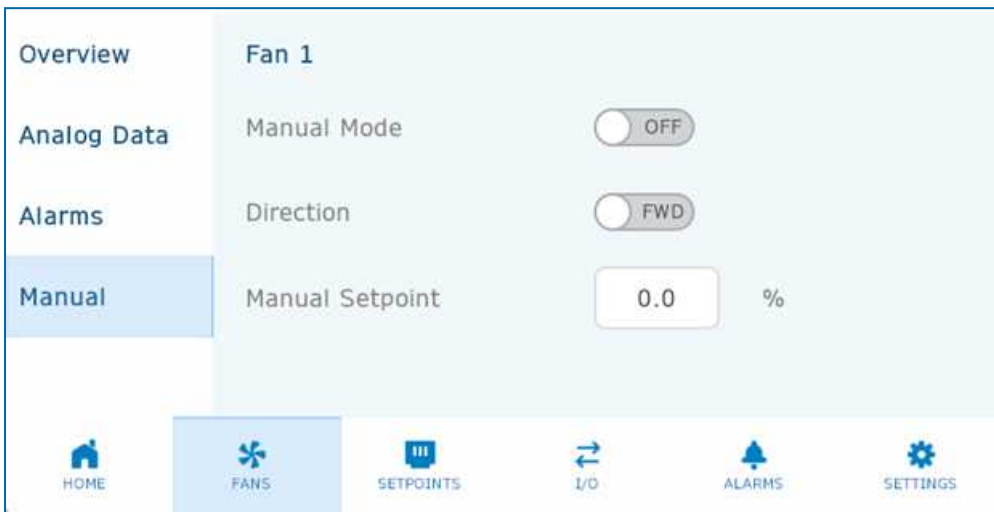 Overview
Analog Data
Alarms
Manual
Fan 1
Manual Mode OFF
Direction FWD
Manual Setpoint 0.0 %
HOME FANS SETPOINTS I/O ALARMS SETTINGS